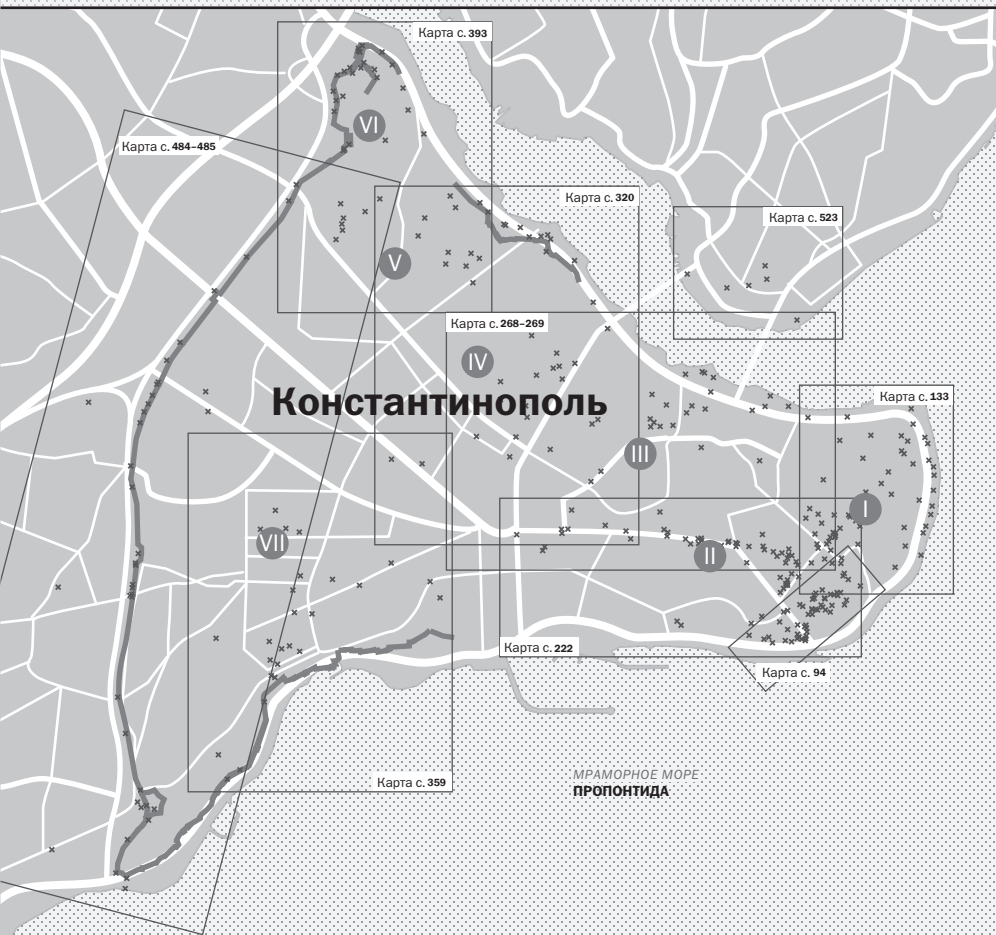 Карта с. 393
VI
Карта с. 484–485
Карта с. 320
Карта с. 523
V
Карта с. 268–269
IV
Константинополь
Карта с. 133
III
I
VII
II
Карта с. 222
Карта с. 94
Карта с. 359
МРАМОРНОЕ МОРЕ
ПРОПОНТИДА